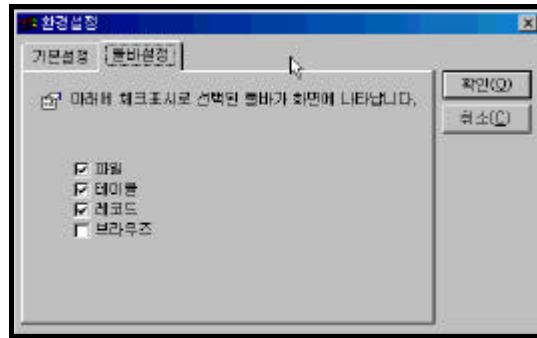 환경설정
기본설정 툴바설정
아래에 체크표시로 선택된 툴바가 화면에 나타납니다.
확인(O)
취소(C)
파일
테이블
레코드
브라우즈